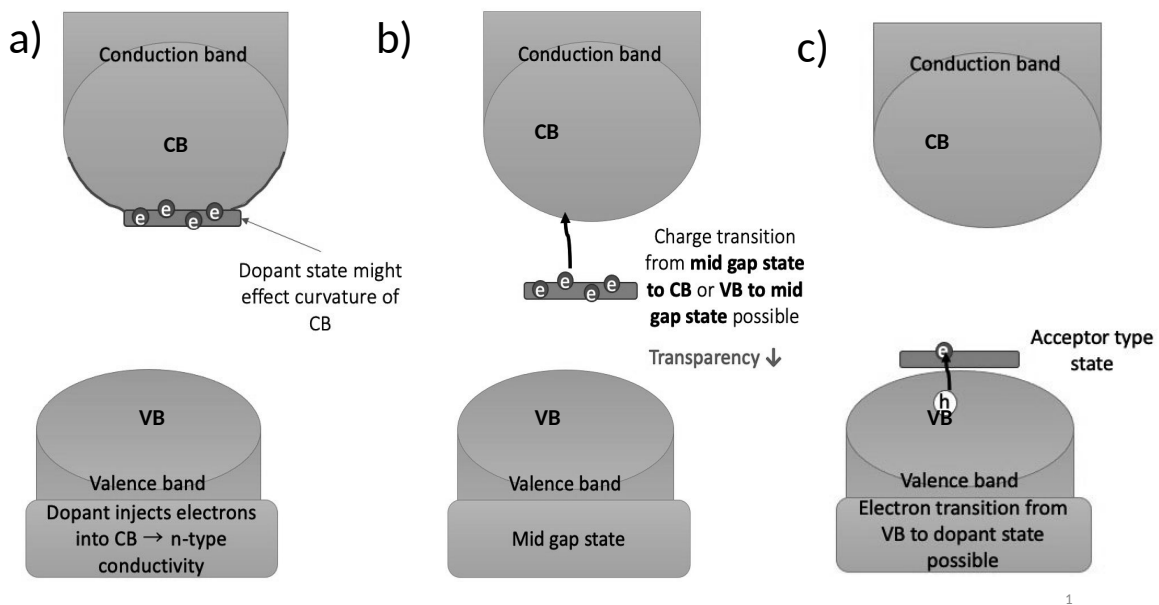 a)
Conduction band
CB
e e e e
Dopant state might
effect curvature of
CB
VB
Valence band
Dopant injects electrons
into CB → n-type
conductivity
b)
Conduction band
CB
e e e e
Charge transition
from mid gap state
to CB or VB to mid
gap state possible
Transparency ↓
VB
Valence band
Mid gap state
c)
Conduction band
CB
Acceptor type
state
e
h
VB
Valence band
Electron transition from
VB to dopant state
possible
1